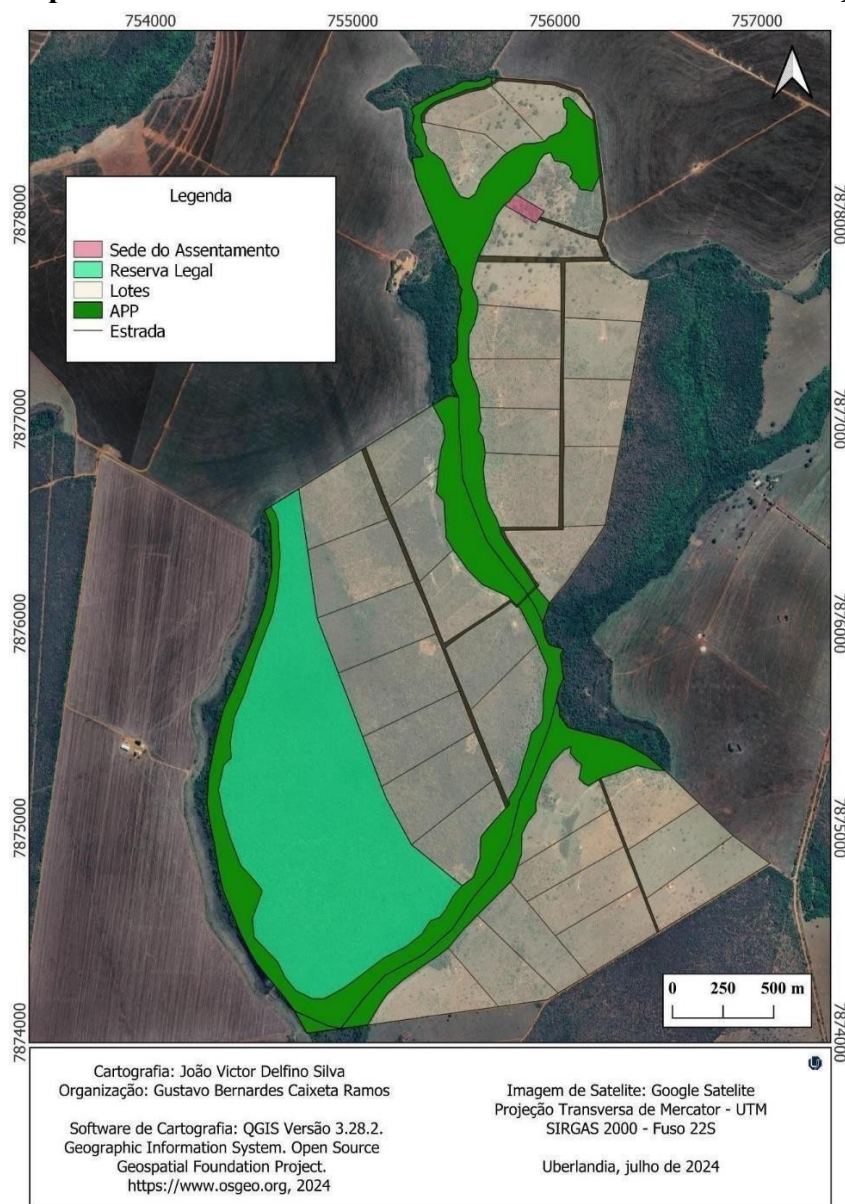 754000
755000
756000
757000
7878000
7878000
Legenda
Sede do Assentamento
Reserva Legal
Lotes
APP
Estrada
7877000
7877000
7876000
7876000
7875000
7875000
0 250 500 m
7874000
7874000
Cartografia: João Victor Delfino Silva
Organização: Gustavo Bernardes Caixeta Ramos
Software de Cartografia: QGIS Versão 3.28.2.
Geographic Information System. Open Source
Geospatial Foundation Project.
https://www.osgeo.org, 2024
Imagem de Satelite: Google Satelite
Projeção Transversa de Mercator - UTM
SIRGAS 2000 - Fuso 22S
Uberlandia, julho de 2024